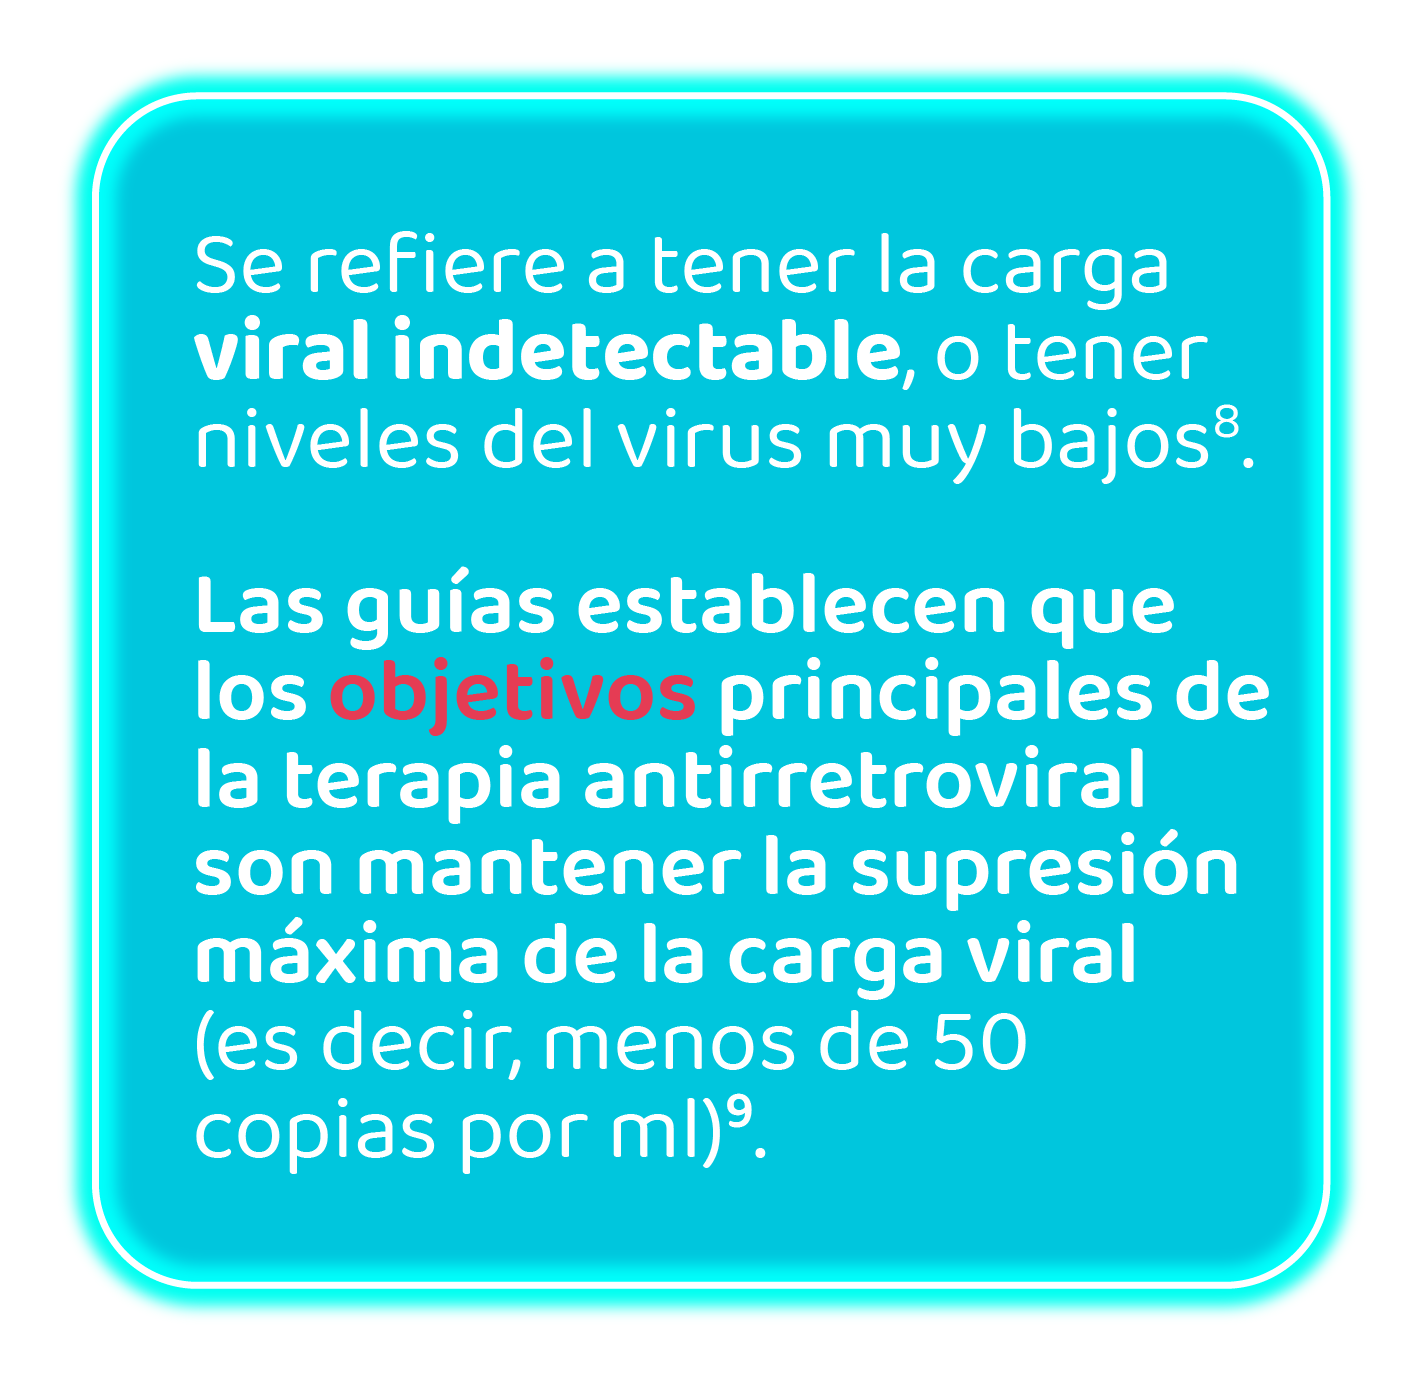 Se refiere a tener la carga
viral indetectable, o tener
niveles del virus muy bajos⁸.
Las guías establecen que
los objetivos principales de
la terapia antirretroviral
son mantener la supresión
máxima de la carga viral
(es decir, menos de 50
copias por ml)⁹.